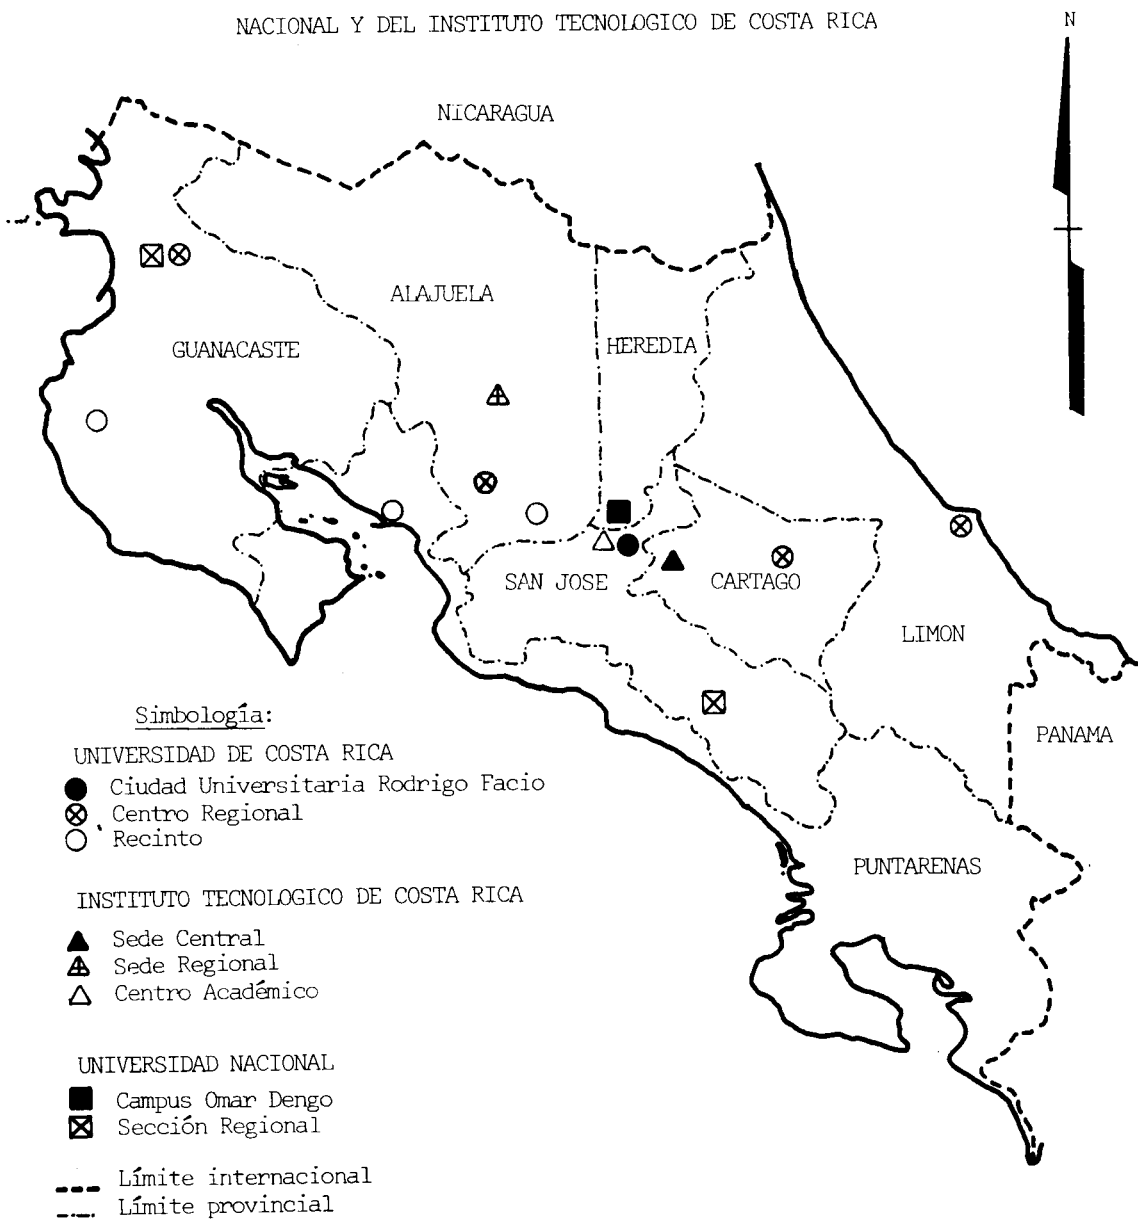 NACIONAL Y DEL INSTITUTO TECNOLOGICO DE COSTA RICA
N
NICARAGUA
ALAJUELA
HEREDIA
GUANACASTE
SAN JOSE
CARTAGO
LIMON
PANAMA
PUNTARENAS
Simbología:
UNIVERSIDAD DE COSTA RICA
Ciudad Universitaria Rodrigo Facio
Centro Regional
Recinto
INSTITUTO TECNOLOGICO DE COSTA RICA
Sede Central
Sede Regional
Centro Académico
UNIVERSIDAD NACIONAL
Campus Omar Dengo
Sección Regional
Límite internacional
Límite provincial